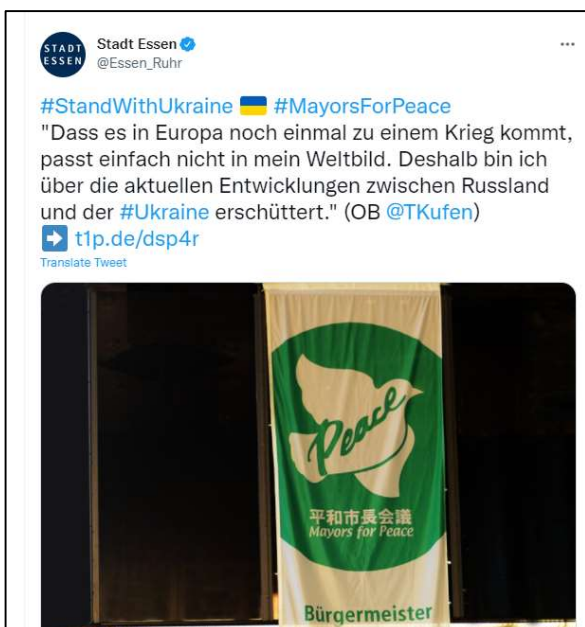 STADT
ESSEN
Stadt Essen
@Essen_Ruhr
#StandWithUkraine 🇺🇦 #MayorsForPeace
"Dass es in Europa noch einmal zu einem Krieg kommt,
passt einfach nicht in mein Weltbild. Deshalb bin ich
über die aktuellen Entwicklungen zwischen Russland
und der #Ukraine erschüttert." (OB @TKufen)
➡️ t1p.de/dsp4r
Translate Tweet
Peace
平和市長会議
Mayors for Peace
Bürgermeister